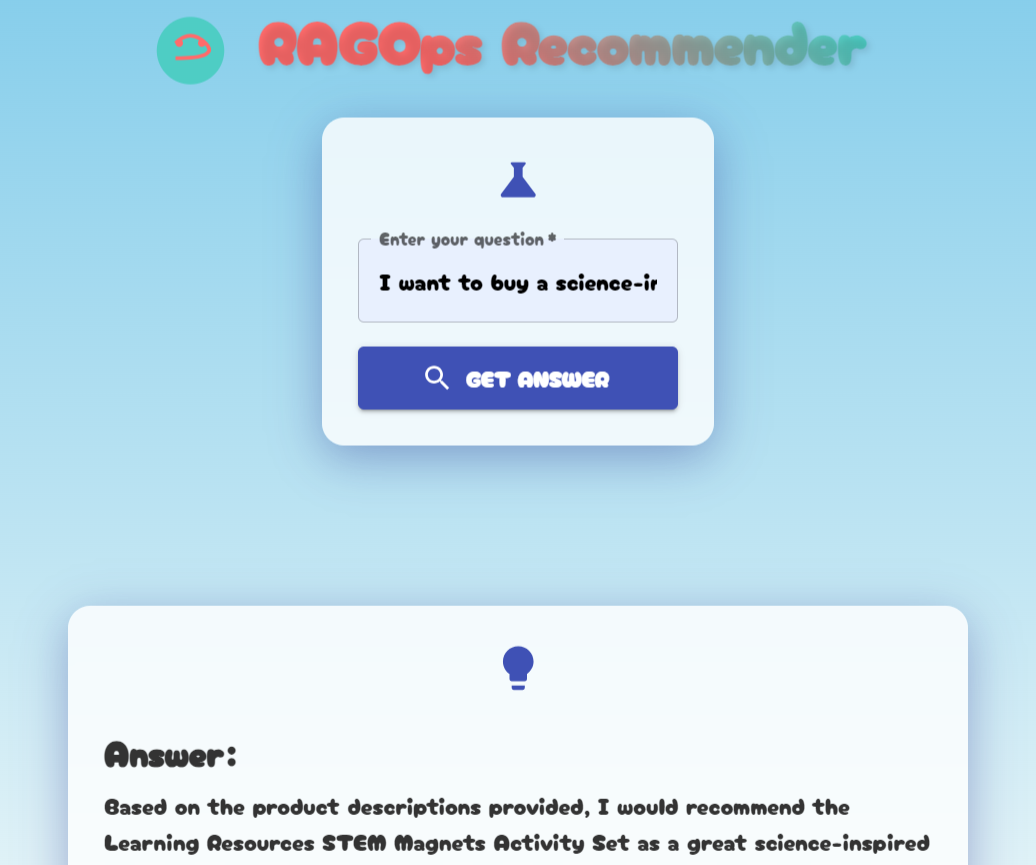 RAGOps Recommender
Enter your question *
I want to buy a science-in
GET ANSWER
Answer:
Based on the product descriptions provided, I would recommend the
Learning Resources STEM Magnets Activity Set as a great science-inspired